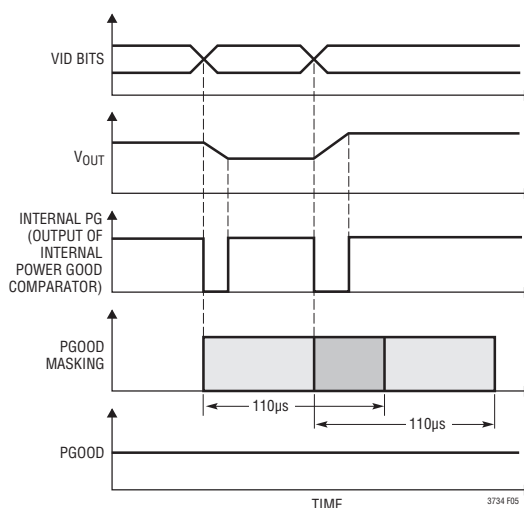 VID BITS
VOUT
INTERNAL PG
(OUTPUT OF
INTERNAL
POWER GOOD
COMPARATOR)
PGOOD
MASKING
110µs
110µs
PGOOD
TIME
3734 F05